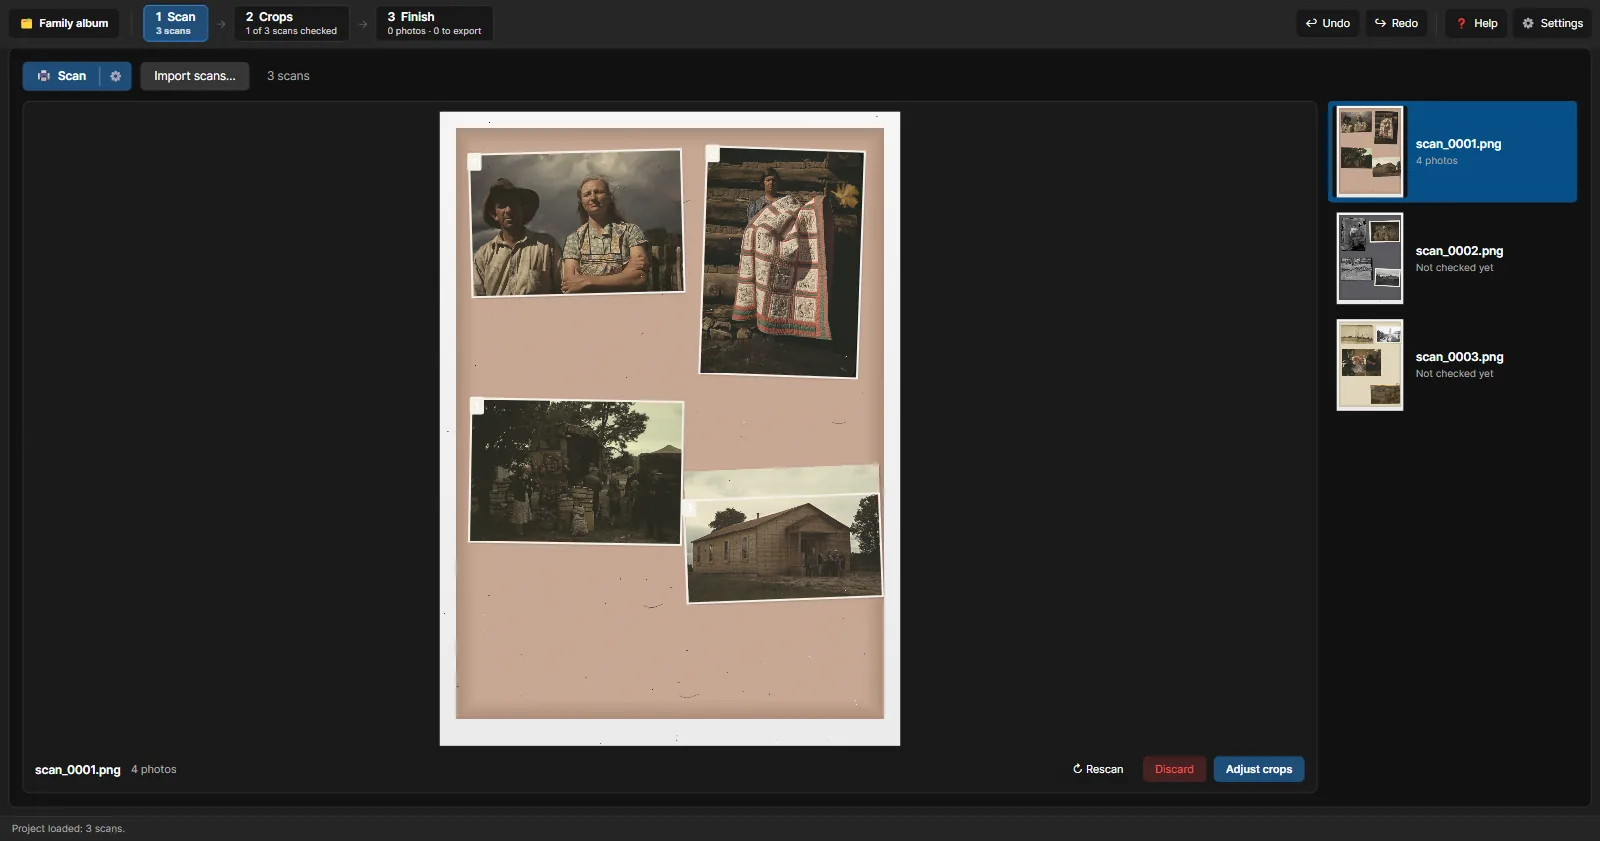 Family album
1 Scan
3 scans
2 Crops
1 of 3 scans checked
3 Finish
0 photos · 0 to export
Undo
Redo
Help
Settings
Scan
Import scans...
3 scans
scan_0001.png
4 photos
scan_0002.png
Not checked yet
scan_0003.png
Not checked yet
scan_0001.png
4 photos
Rescan
Discard
Adjust crops
Project loaded: 3 scans.